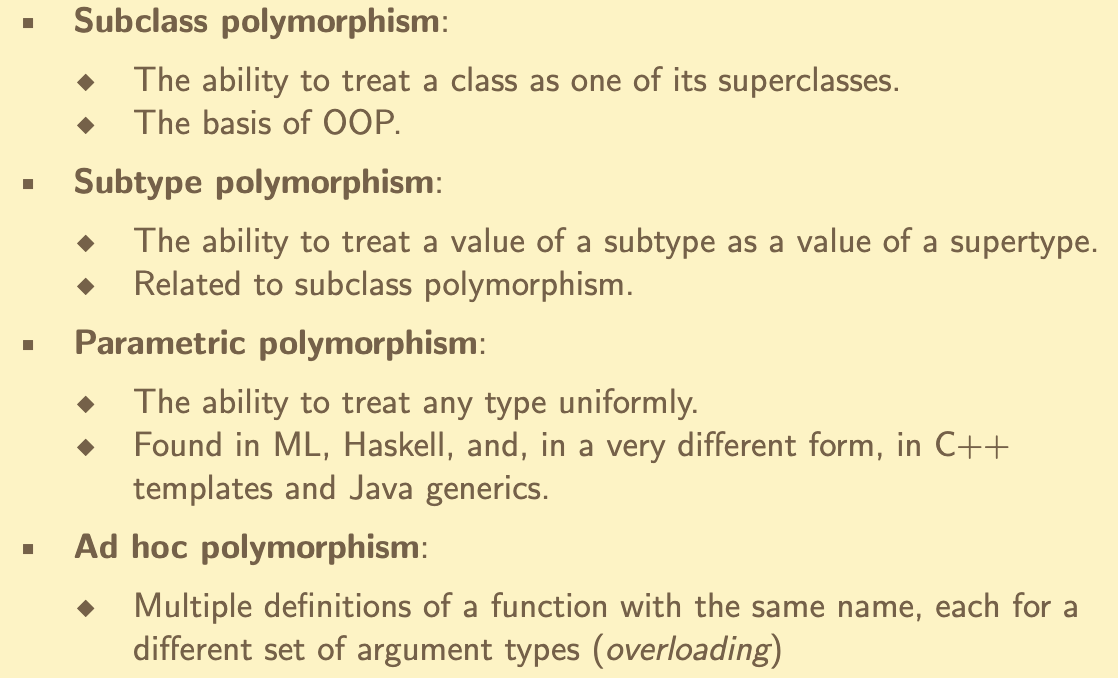 ▪ Subclass polymorphism:
◆ The ability to treat a class as one of its superclasses.
◆ The basis of OOP.
▪ Subtype polymorphism:
◆ The ability to treat a value of a subtype as a value of a supertype.
◆ Related to subclass polymorphism.
▪ Parametric polymorphism:
◆ The ability to treat any type uniformly.
◆ Found in ML, Haskell, and, in a very different form, in C++
templates and Java generics.
▪ Ad hoc polymorphism:
◆ Multiple definitions of a function with the same name, each for a
different set of argument types (overloading)